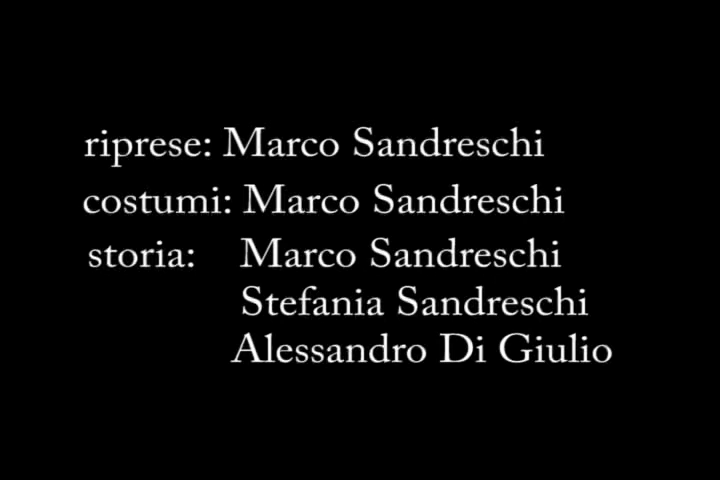 riprese: Marco Sandreschi
costumi: Marco Sandreschi
storia: Marco Sandreschi
Stefania Sandreschi
Alessandro Di Giulio